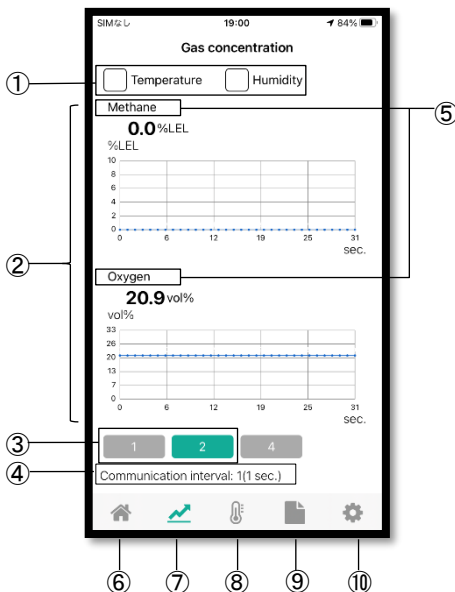 SIMなし 19:00 84%
Gas concentration
① Temperature Humidity
Methane ⑤
0.0 %LEL
%LEL
10
8
6
4
2
0
0 6 12 19 25 31
sec.
②
Oxygen
20.9 vol%
vol%
33
26
20
13
7
0
0 6 12 19 25 31
sec.
③ 1 2 4
④ Communication interval: 1(1 sec.)
⑥ ⑦ ⑧ ⑨ ⑩